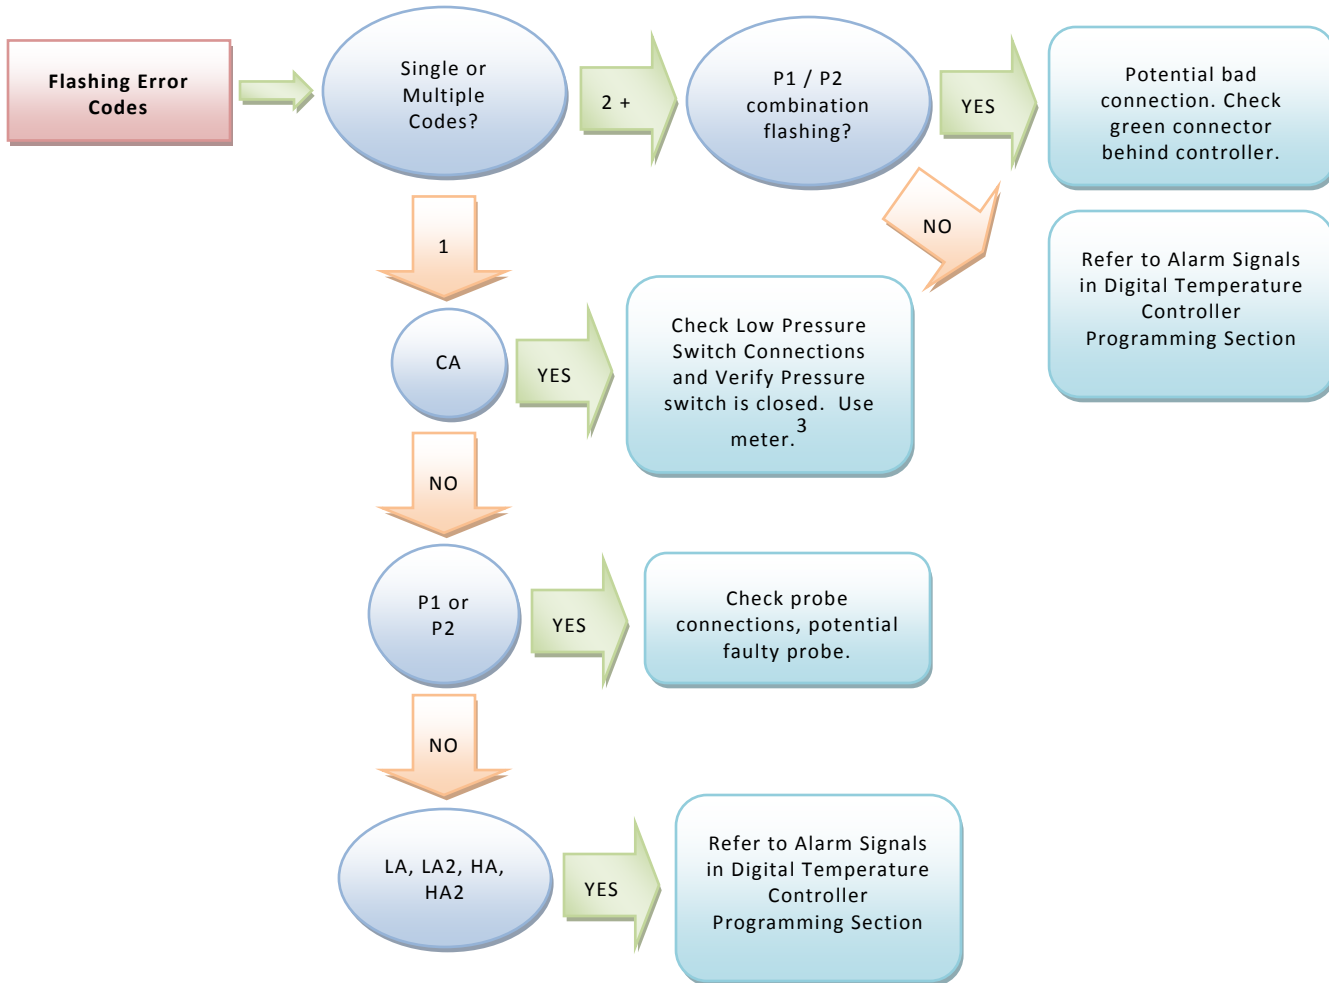 Flashing Error
Codes
Single or
Multiple
Codes?
2 +
P1 / P2
combination
flashing?
YES
Potential bad
connection. Check
green connector
behind controller.
NO
Refer to Alarm Signals
in Digital Temperature
Controller
Programming Section
1
CA
YES
Check Low Pressure
Switch Connections
and Verify Pressure
switch is closed. Use
meter.3
NO
P1 or
P2
YES
Check probe
connections, potential
faulty probe.
NO
LA, LA2, HA,
HA2
YES
Refer to Alarm Signals
in Digital Temperature
Controller
Programming Section